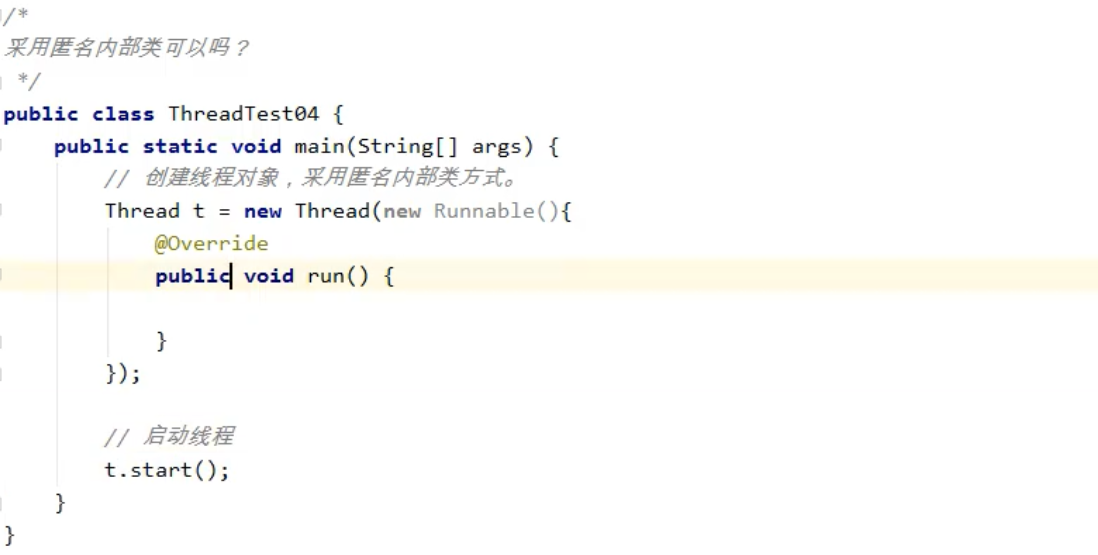 /*
采用匿名内部类可以吗？
 */
public class ThreadTest04 {
    public static void main(String[] args) {
        // 创建线程对象，采用匿名内部类方式。
        Thread t = new Thread(new Runnable(){
            @Override
            public void run() {

            }
        });

        // 启动线程
        t.start();
    }
}